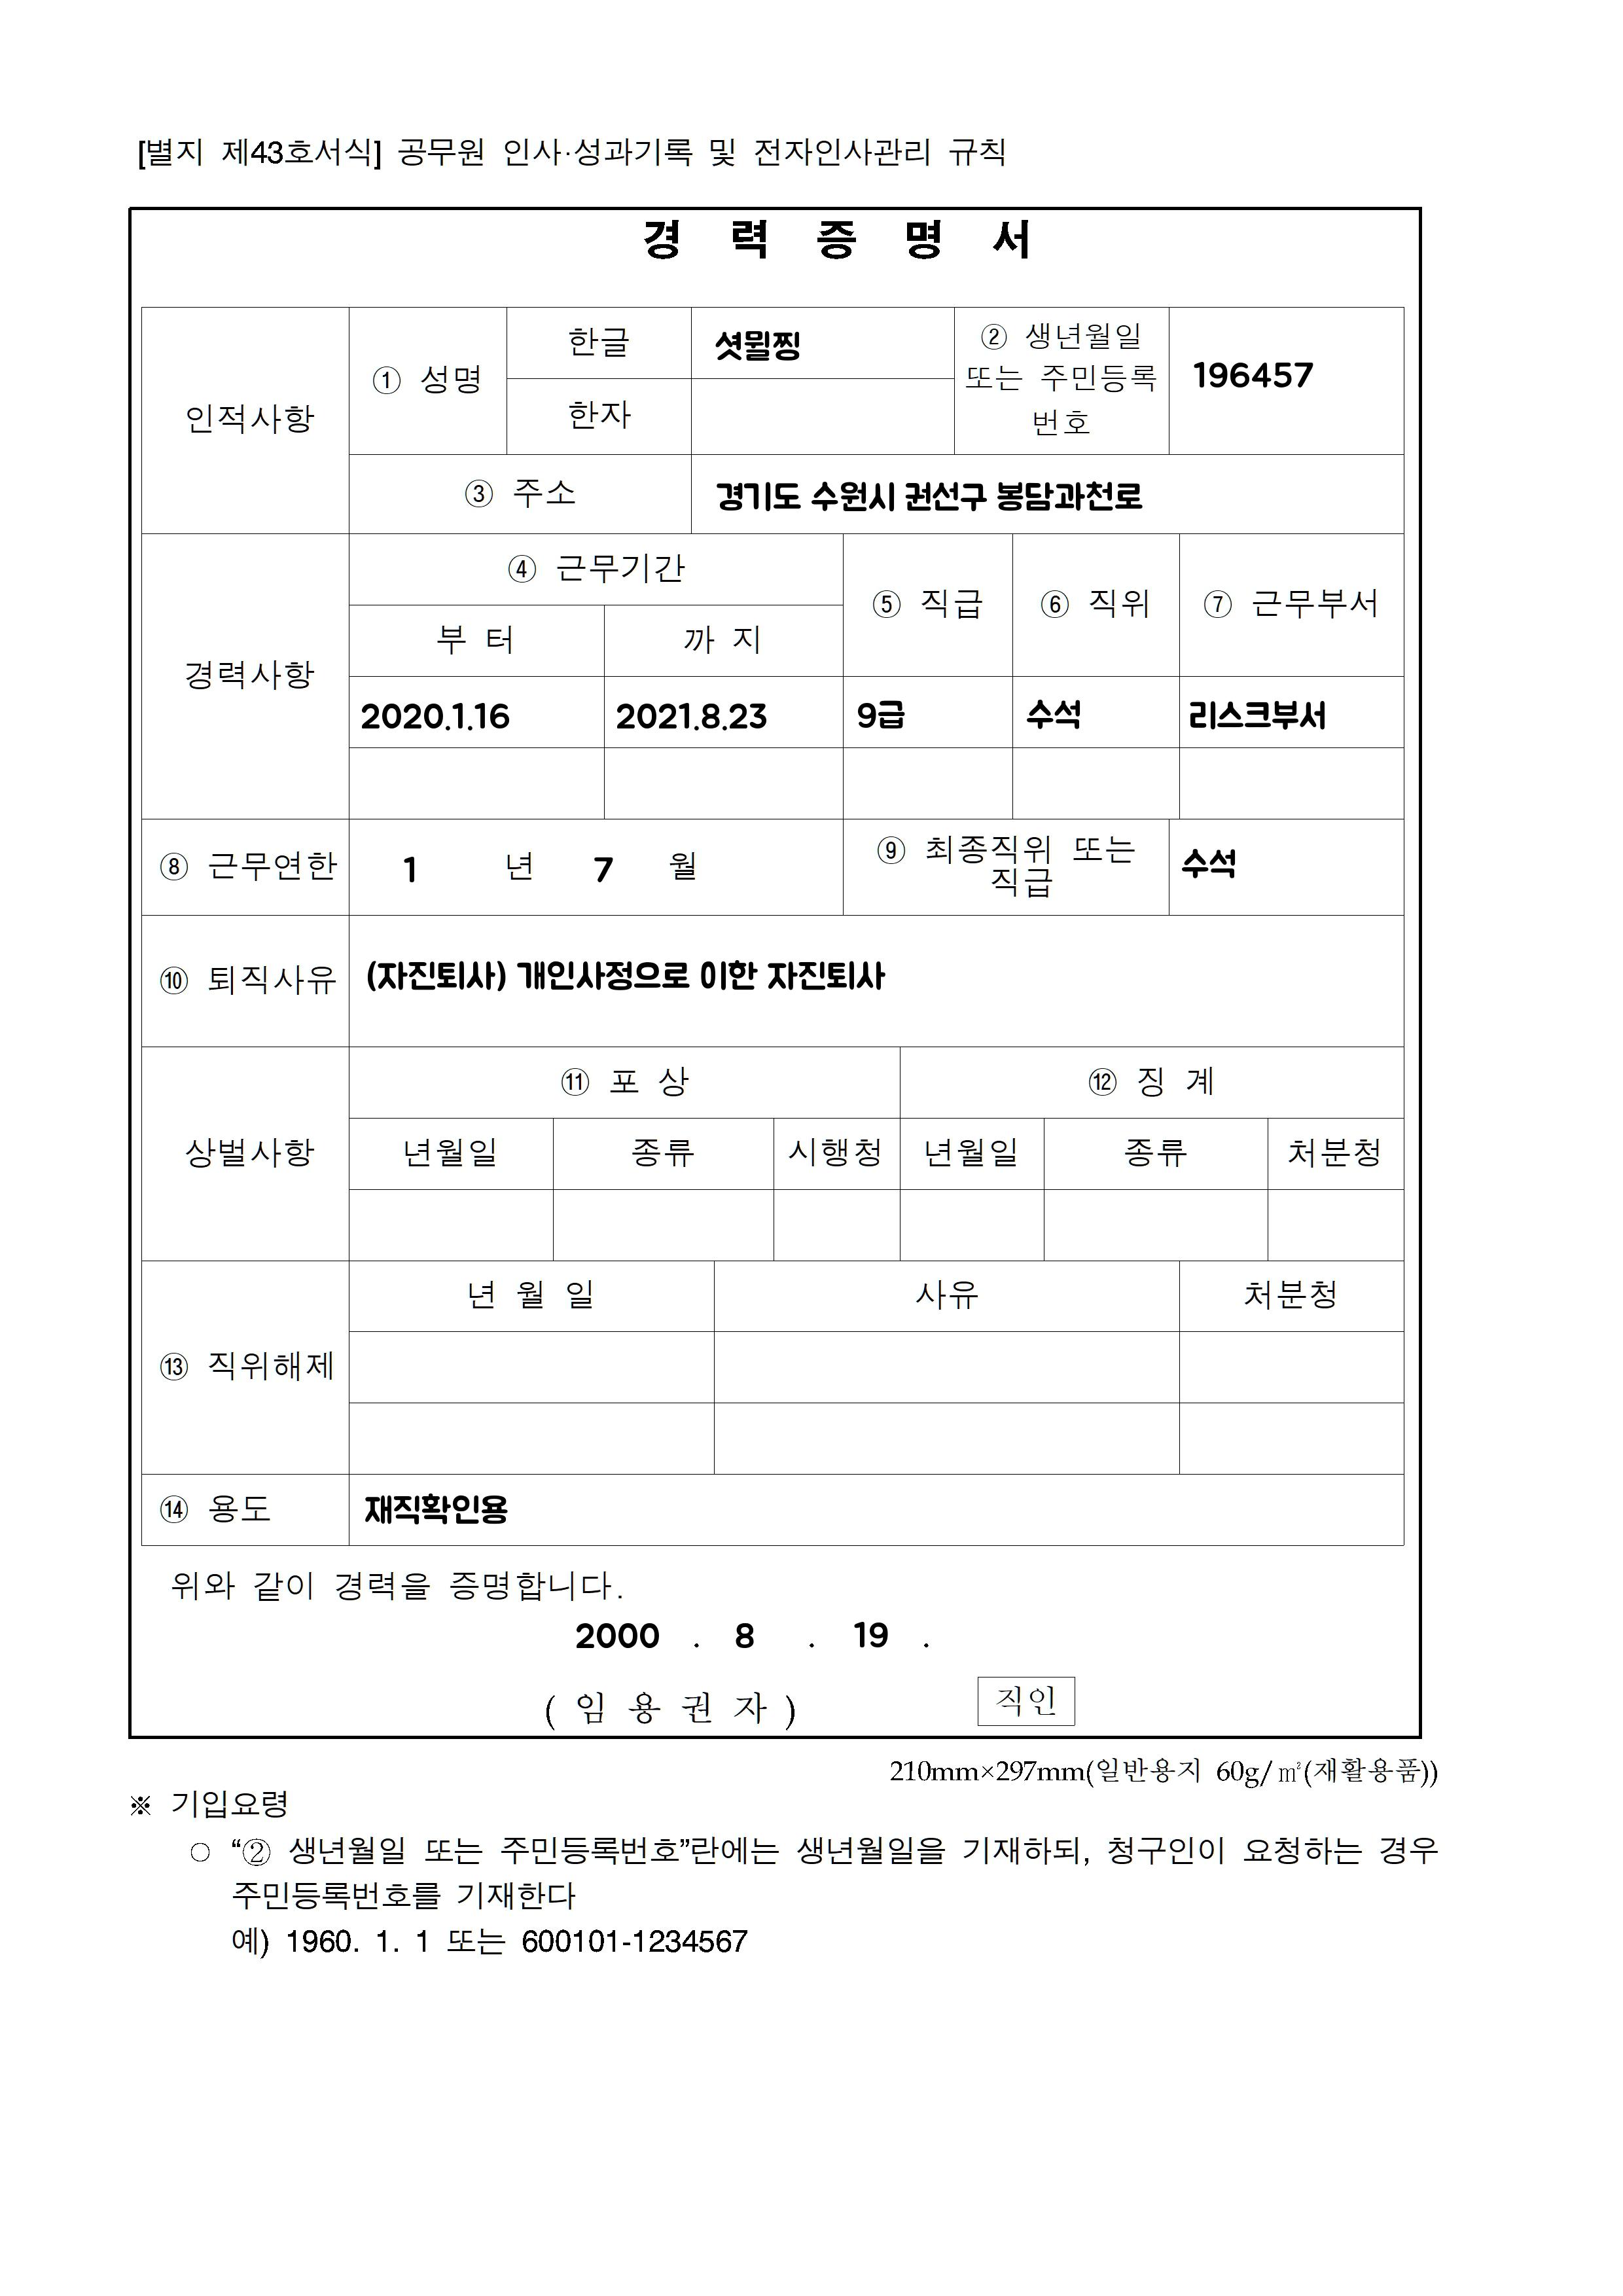 [별지 제43호서식] 공무원 인사·성과기록 및 전자인사관리 규칙
경 력 증 명 서
인적사항
① 성명
한글
셧뮐찡
한자
② 생년월일
또는 주민등록
번호
196457
③ 주소
경기도 수원시 권선구 봉담과천로
경력사항
④ 근무기간
부 터
까 지
⑤ 직급
⑥ 직위
⑦ 근무부서
2020.1.16
2021.8.23
9급
수석
리스크부서
⑧ 근무연한
1 년 7 월
⑨ 최종직위 또는
직급
수석
⑩ 퇴직사유
(자진퇴사) 개인사정으로 이한 자진퇴사
상벌사항
⑪ 포 상
⑫ 징 계
년월일
종류
시행청
년월일
종류
처분청
⑬ 직위해제
년 월 일
사유
처분청
⑭ 용도
재직확인용
위와 같이 경력을 증명합니다.
2000 . 8 . 19 .
( 임 용 권 자 )
직인
210mm×297mm(일반용지 60g/㎡(재활용품))
※ 기입요령
○ “② 생년월일 또는 주민등록번호”란에는 생년월일을 기재하되, 청구인이 요청하는 경우
주민등록번호를 기재한다
예) 1960. 1. 1 또는 600101-1234567